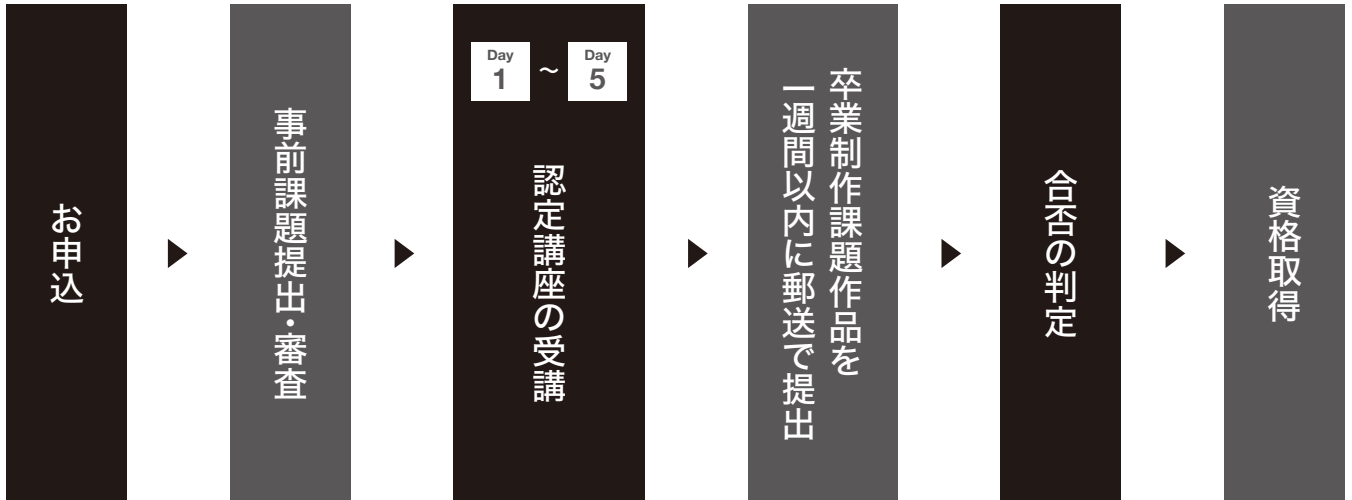 お申込
事前課題提出・審査
Day
1
～
Day
5
認定講座の受講
卒業制作課題作品を
一週間以内に郵送で提出
合否の判定
資格取得